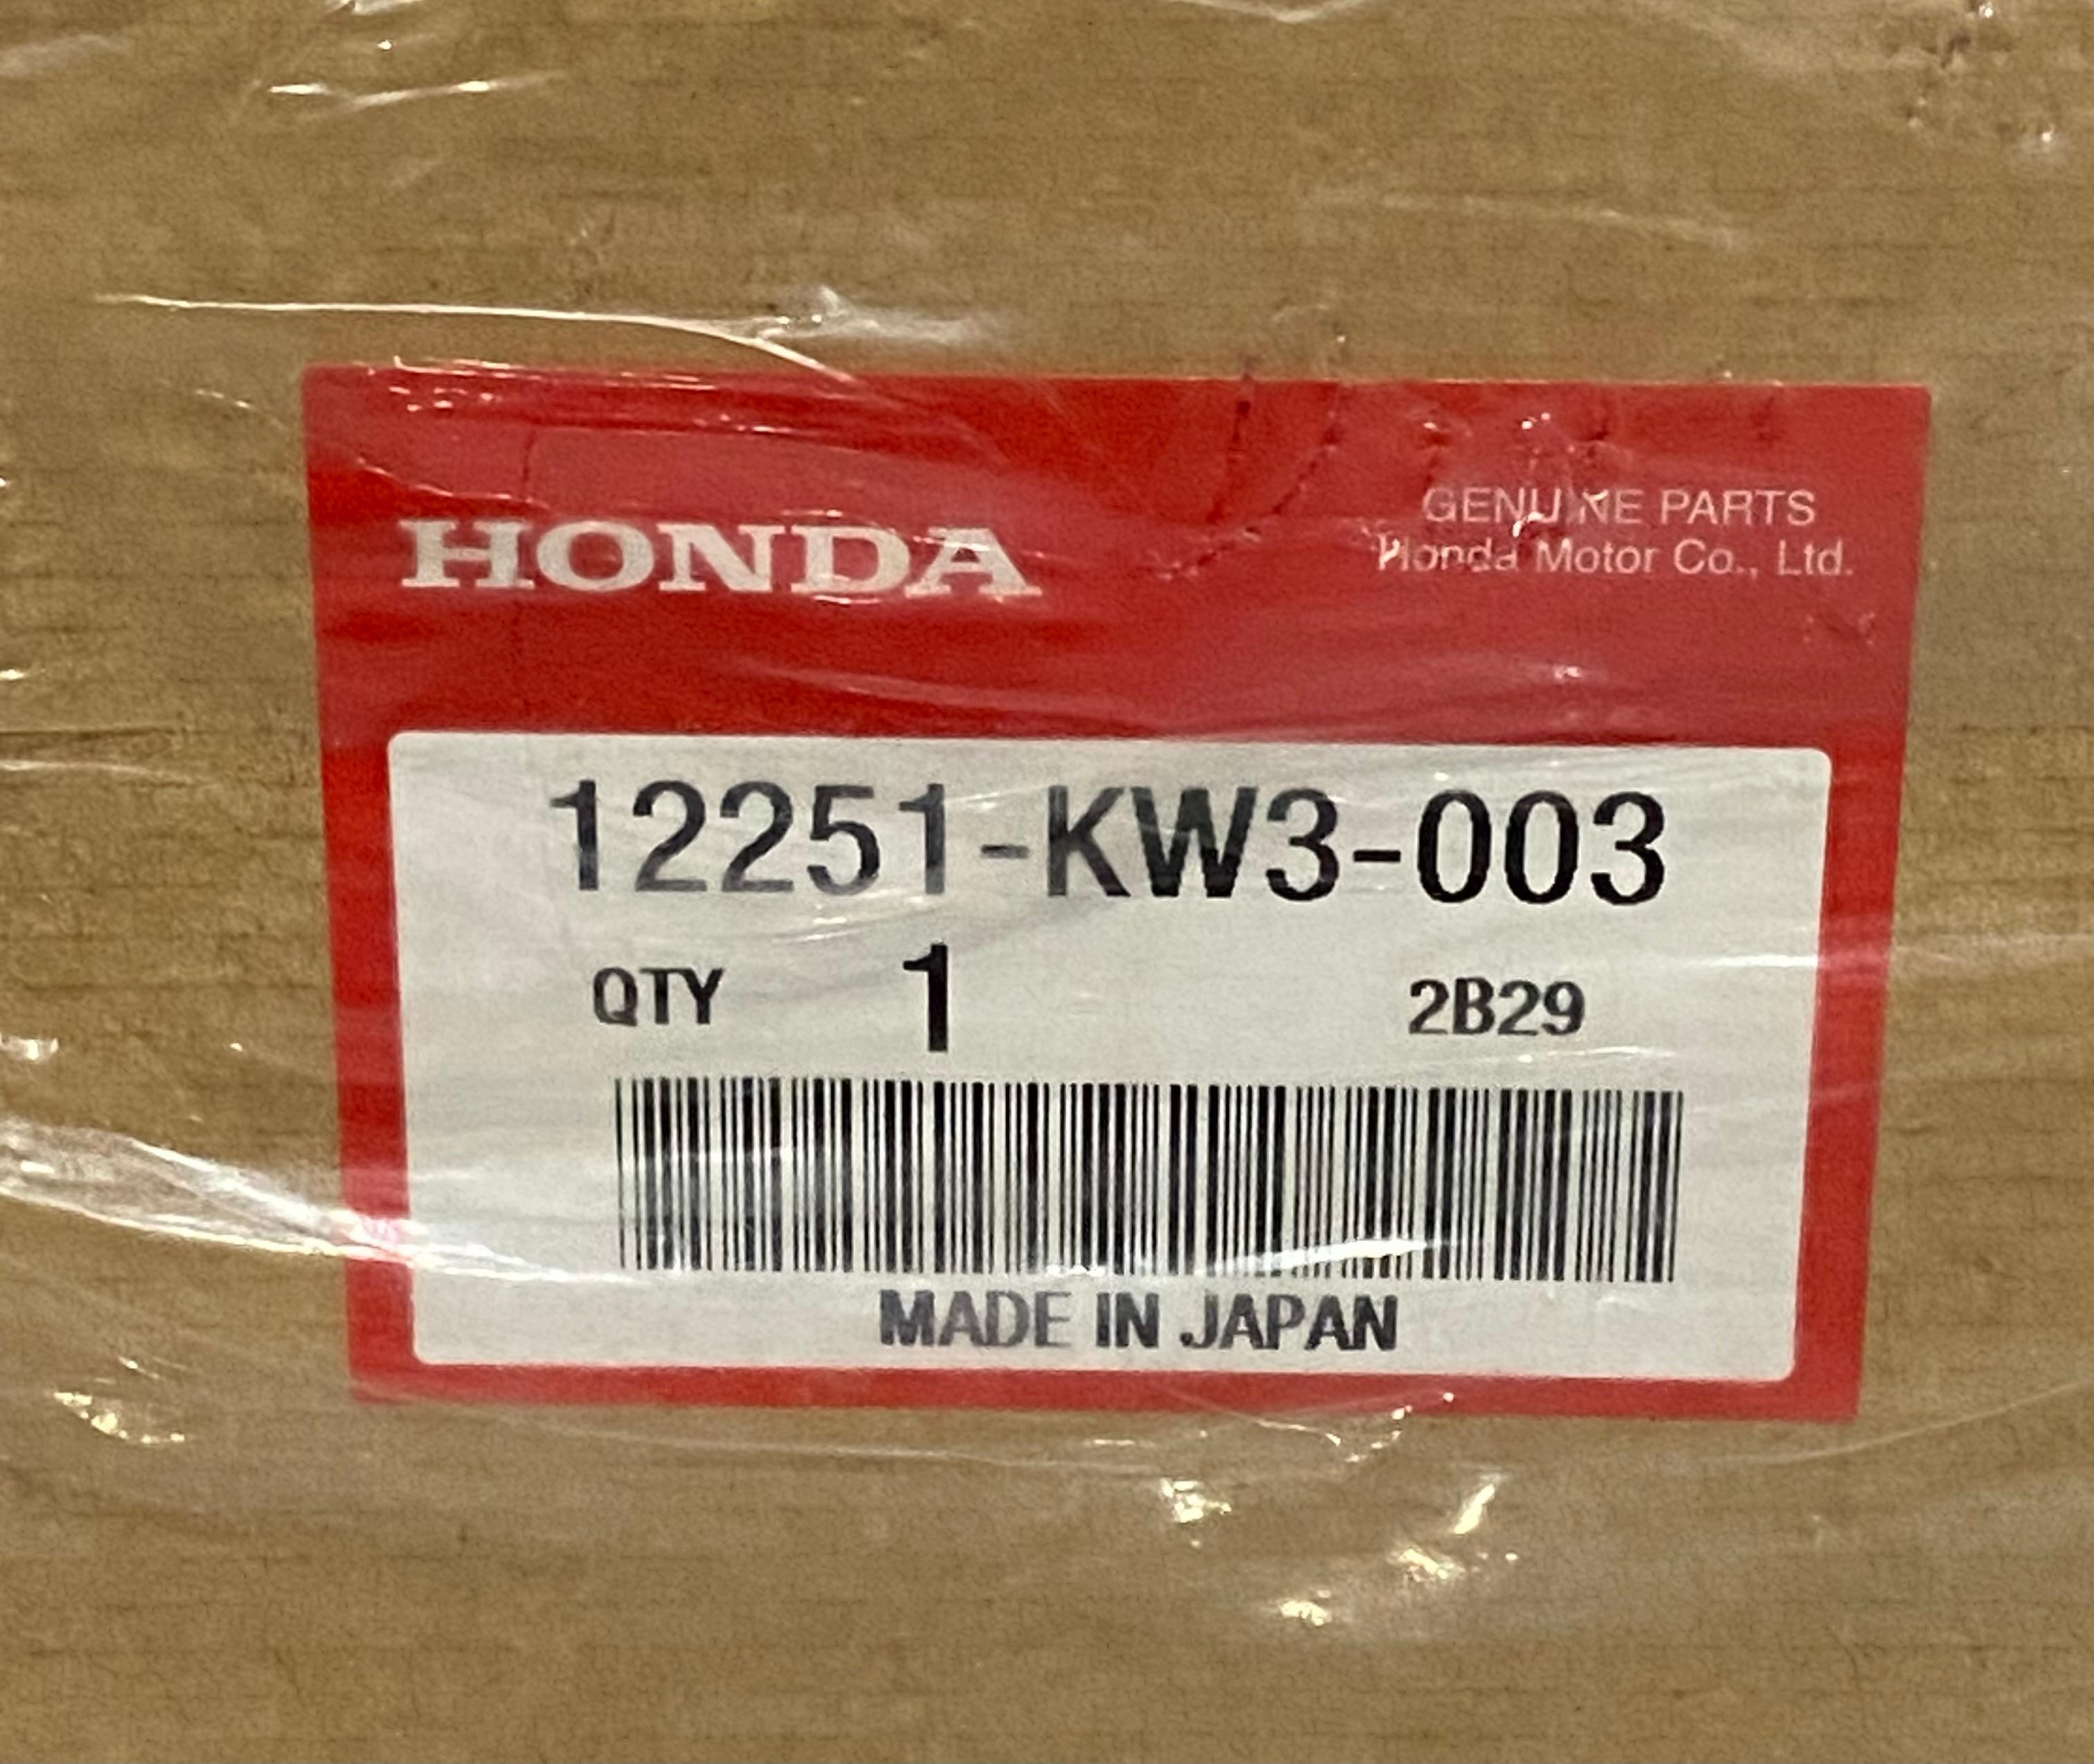 HONDA
GENUINE PARTS
Honda Motor Co., Ltd.
12251-KW3-003
QTY 1 2B29
MADE IN JAPAN